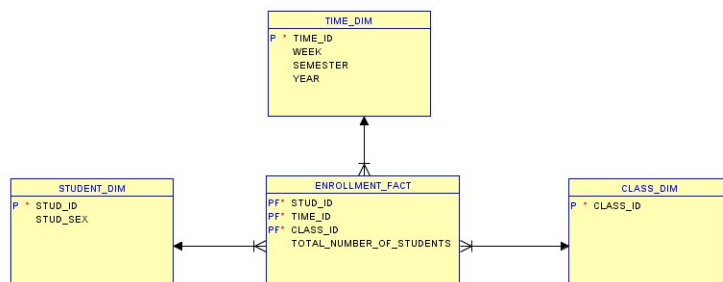 TIME_DIM
P * TIME_ID
WEEK
SEMESTER
YEAR
STUDENT_DIM
P * STUD_ID
STUD_SEX
ENROLLMENT_FACT
PF* STUD_ID
PF* TIME_ID
PF* CLASS_ID
TOTAL_NUMBER_OF_STUDENTS
CLASS_DIM
P * CLASS_ID